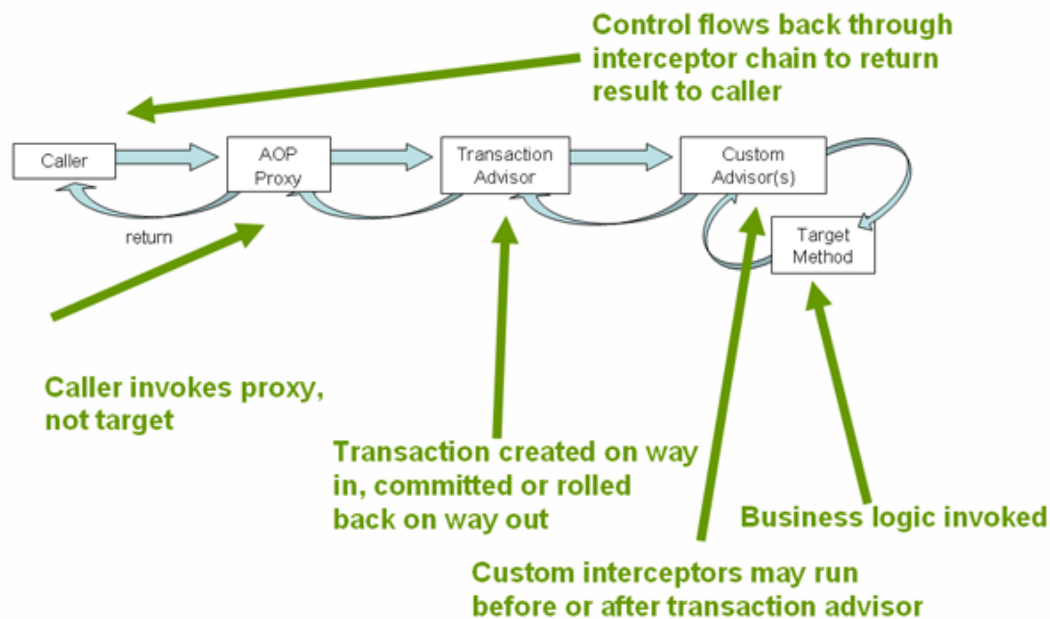 Control flows back through
interceptor chain to return
result to caller
Caller
AOP
Proxy
Transaction
Advisor
Custom
Advisor(s)
return
Target
Method
Caller invokes proxy,
not target
Transaction created on way
in, committed or rolled
back on way out
Business logic invoked
Custom interceptors may run
before or after transaction advisor